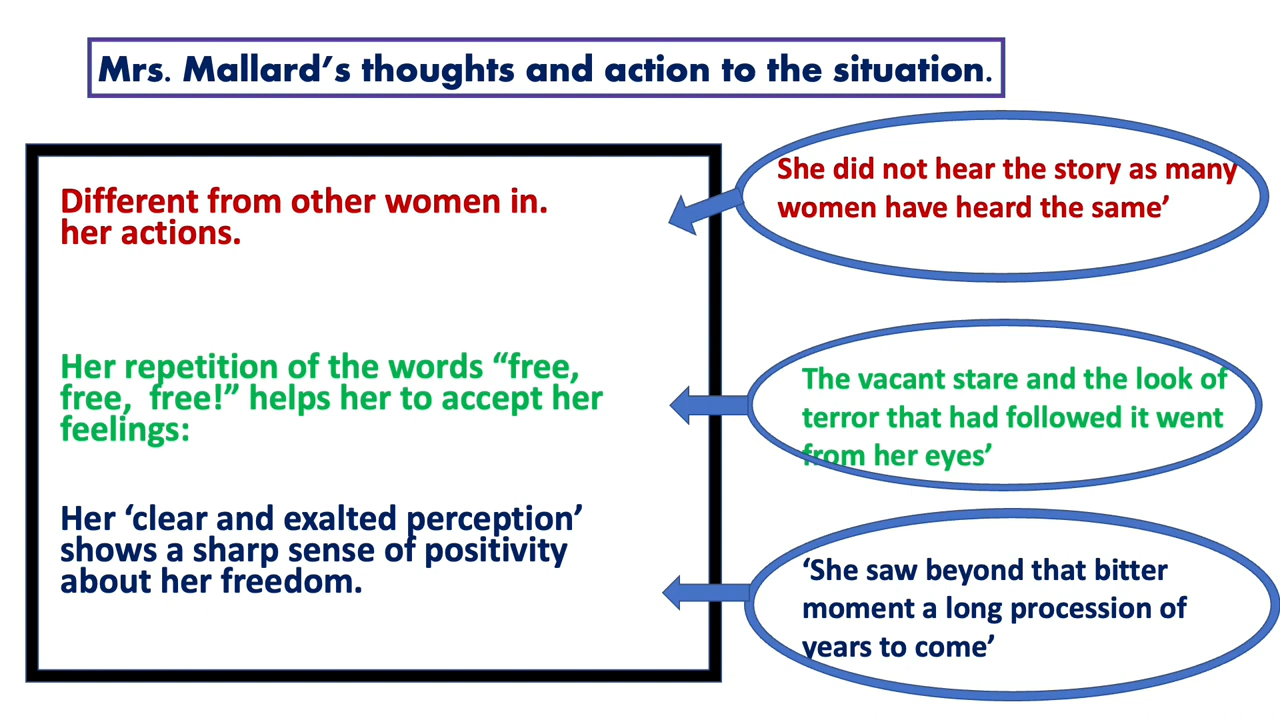 Mrs. Mallard’s thoughts and action to the situation.
Different from other women in.
her actions.
She did not hear the story as many
women have heard the same’
Her repetition of the words “free,
free,  free!” helps her to accept her
feelings:
The vacant stare and the look of
terror that had followed it went
from her eyes’
Her ‘clear and exalted perception’
shows a sharp sense of positivity
about her freedom.
‘She saw beyond that bitter
moment a long procession of
years to come’